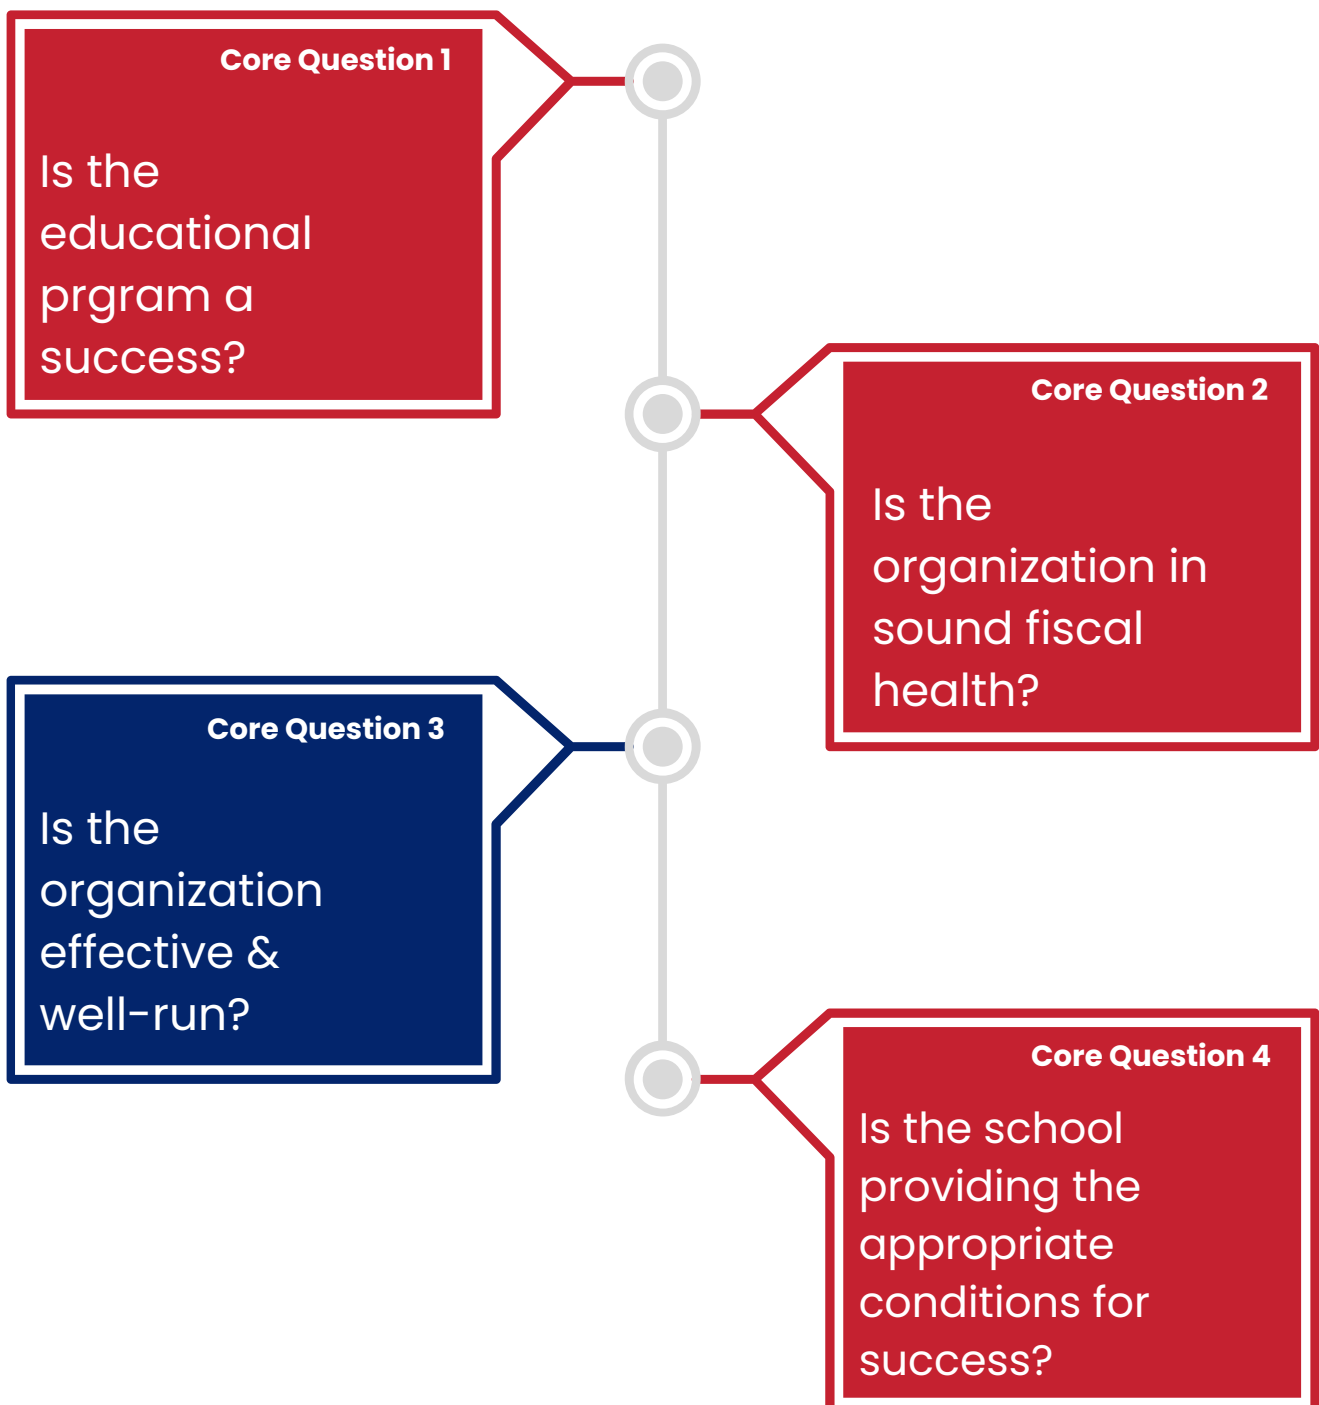 Core Question 1
Is the
educational
prgram a
success?
Core Question 2
Is the
organization in
sound fiscal
health?
Core Question 3
Is the
organization
effective &
well-run?
Core Question 4
Is the school
providing the
appropriate
conditions for
success?